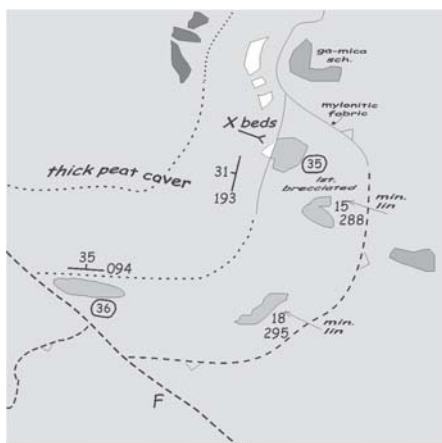 ga-mica
sch.
mylonitic
fabric
X beds
35
lst.
brecciated
thick peat cover
31
193
min.
lin
15
288
35
094
36
18
295
min.
lin
F